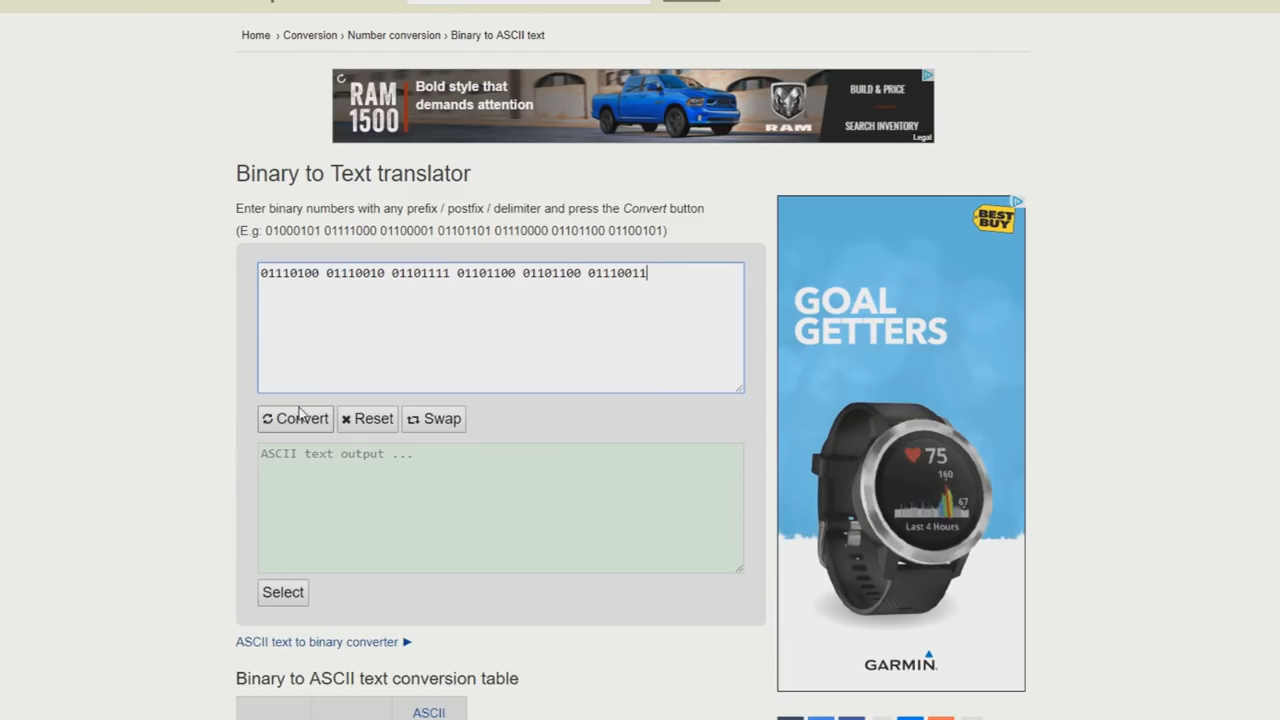 Home › Conversion › Number conversion › Binary to ASCII text
RAM 1500
Bold style that
demands attention
RAM
BUILD & PRICE
SEARCH INVENTORY
Legal
Binary to Text translator
Enter binary numbers with any prefix / postfix / delimiter and press the Convert button
(E.g: 01000101 01111000 01100001 01101101 01110000 01101100 01100101)
01110100 01110010 01101111 01101100 01101100 01110011
Convert Reset Swap
ASCII text output ...
Select
ASCII text to binary converter ►
Binary to ASCII text conversion table
ASCII
BEST BUY
GOAL
GETTERS
75
160
67
Last 4 Hours
GARMIN